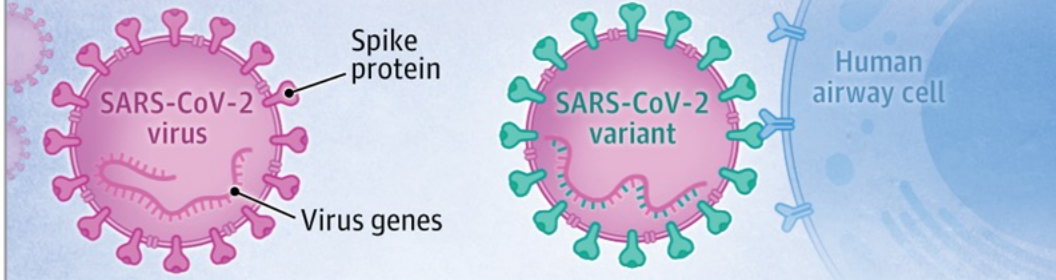 Spike
protein
SARS-CoV-2
virus
Virus genes
SARS-CoV-2
variant
Human
airway cell